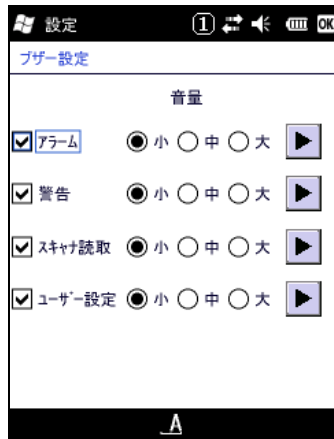 設定 1 OK
ブザー設定
音量
アラーム 小 中 大
警告 小 中 大
スキャナ読取 小 中 大
ユーザー設定 小 中 大
A